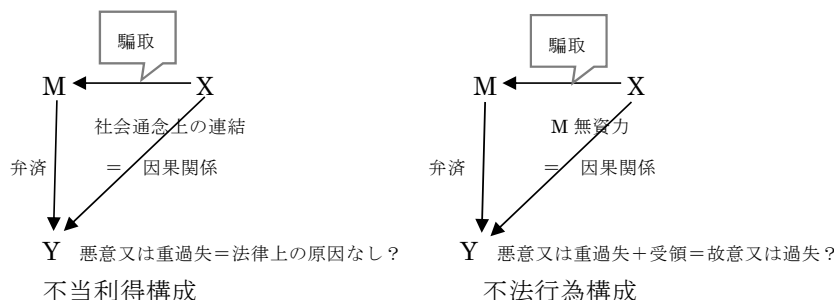 騙取
M
X
社会通念上の連結
弁済
= 因果関係
Y 悪意又は重過失＝法律上の原因なし？
不当利得構成
騙取
M
X
M 無資力
弁済
= 因果関係
Y 悪意又は重過失＋受領＝故意又は過失？
不法行為構成